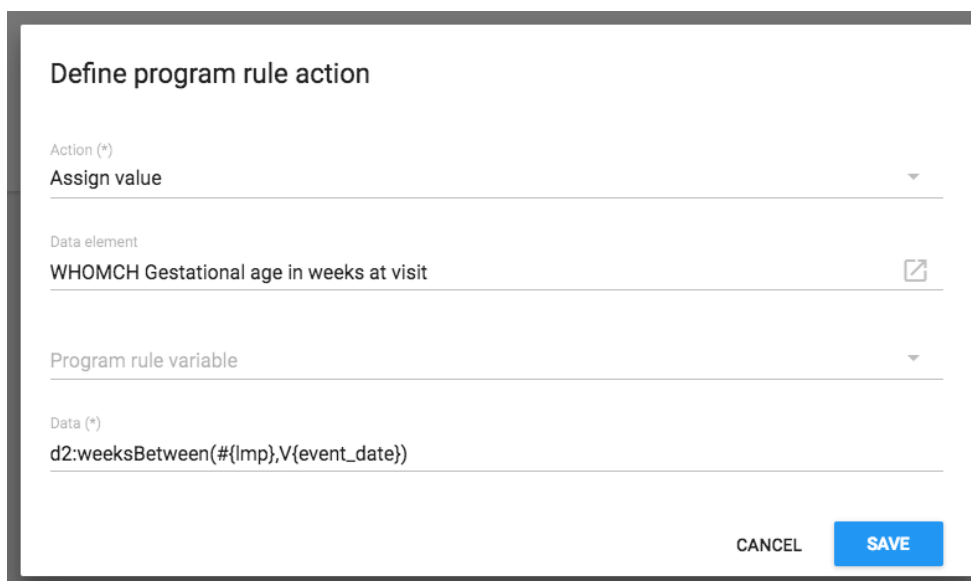 Define program rule action
Action (*)
Assign value
Data element
WHOMCH Gestational age in weeks at visit
Program rule variable
Data (*)
d2:weeksBetween(#{lmp},V{event_date})
CANCEL SAVE